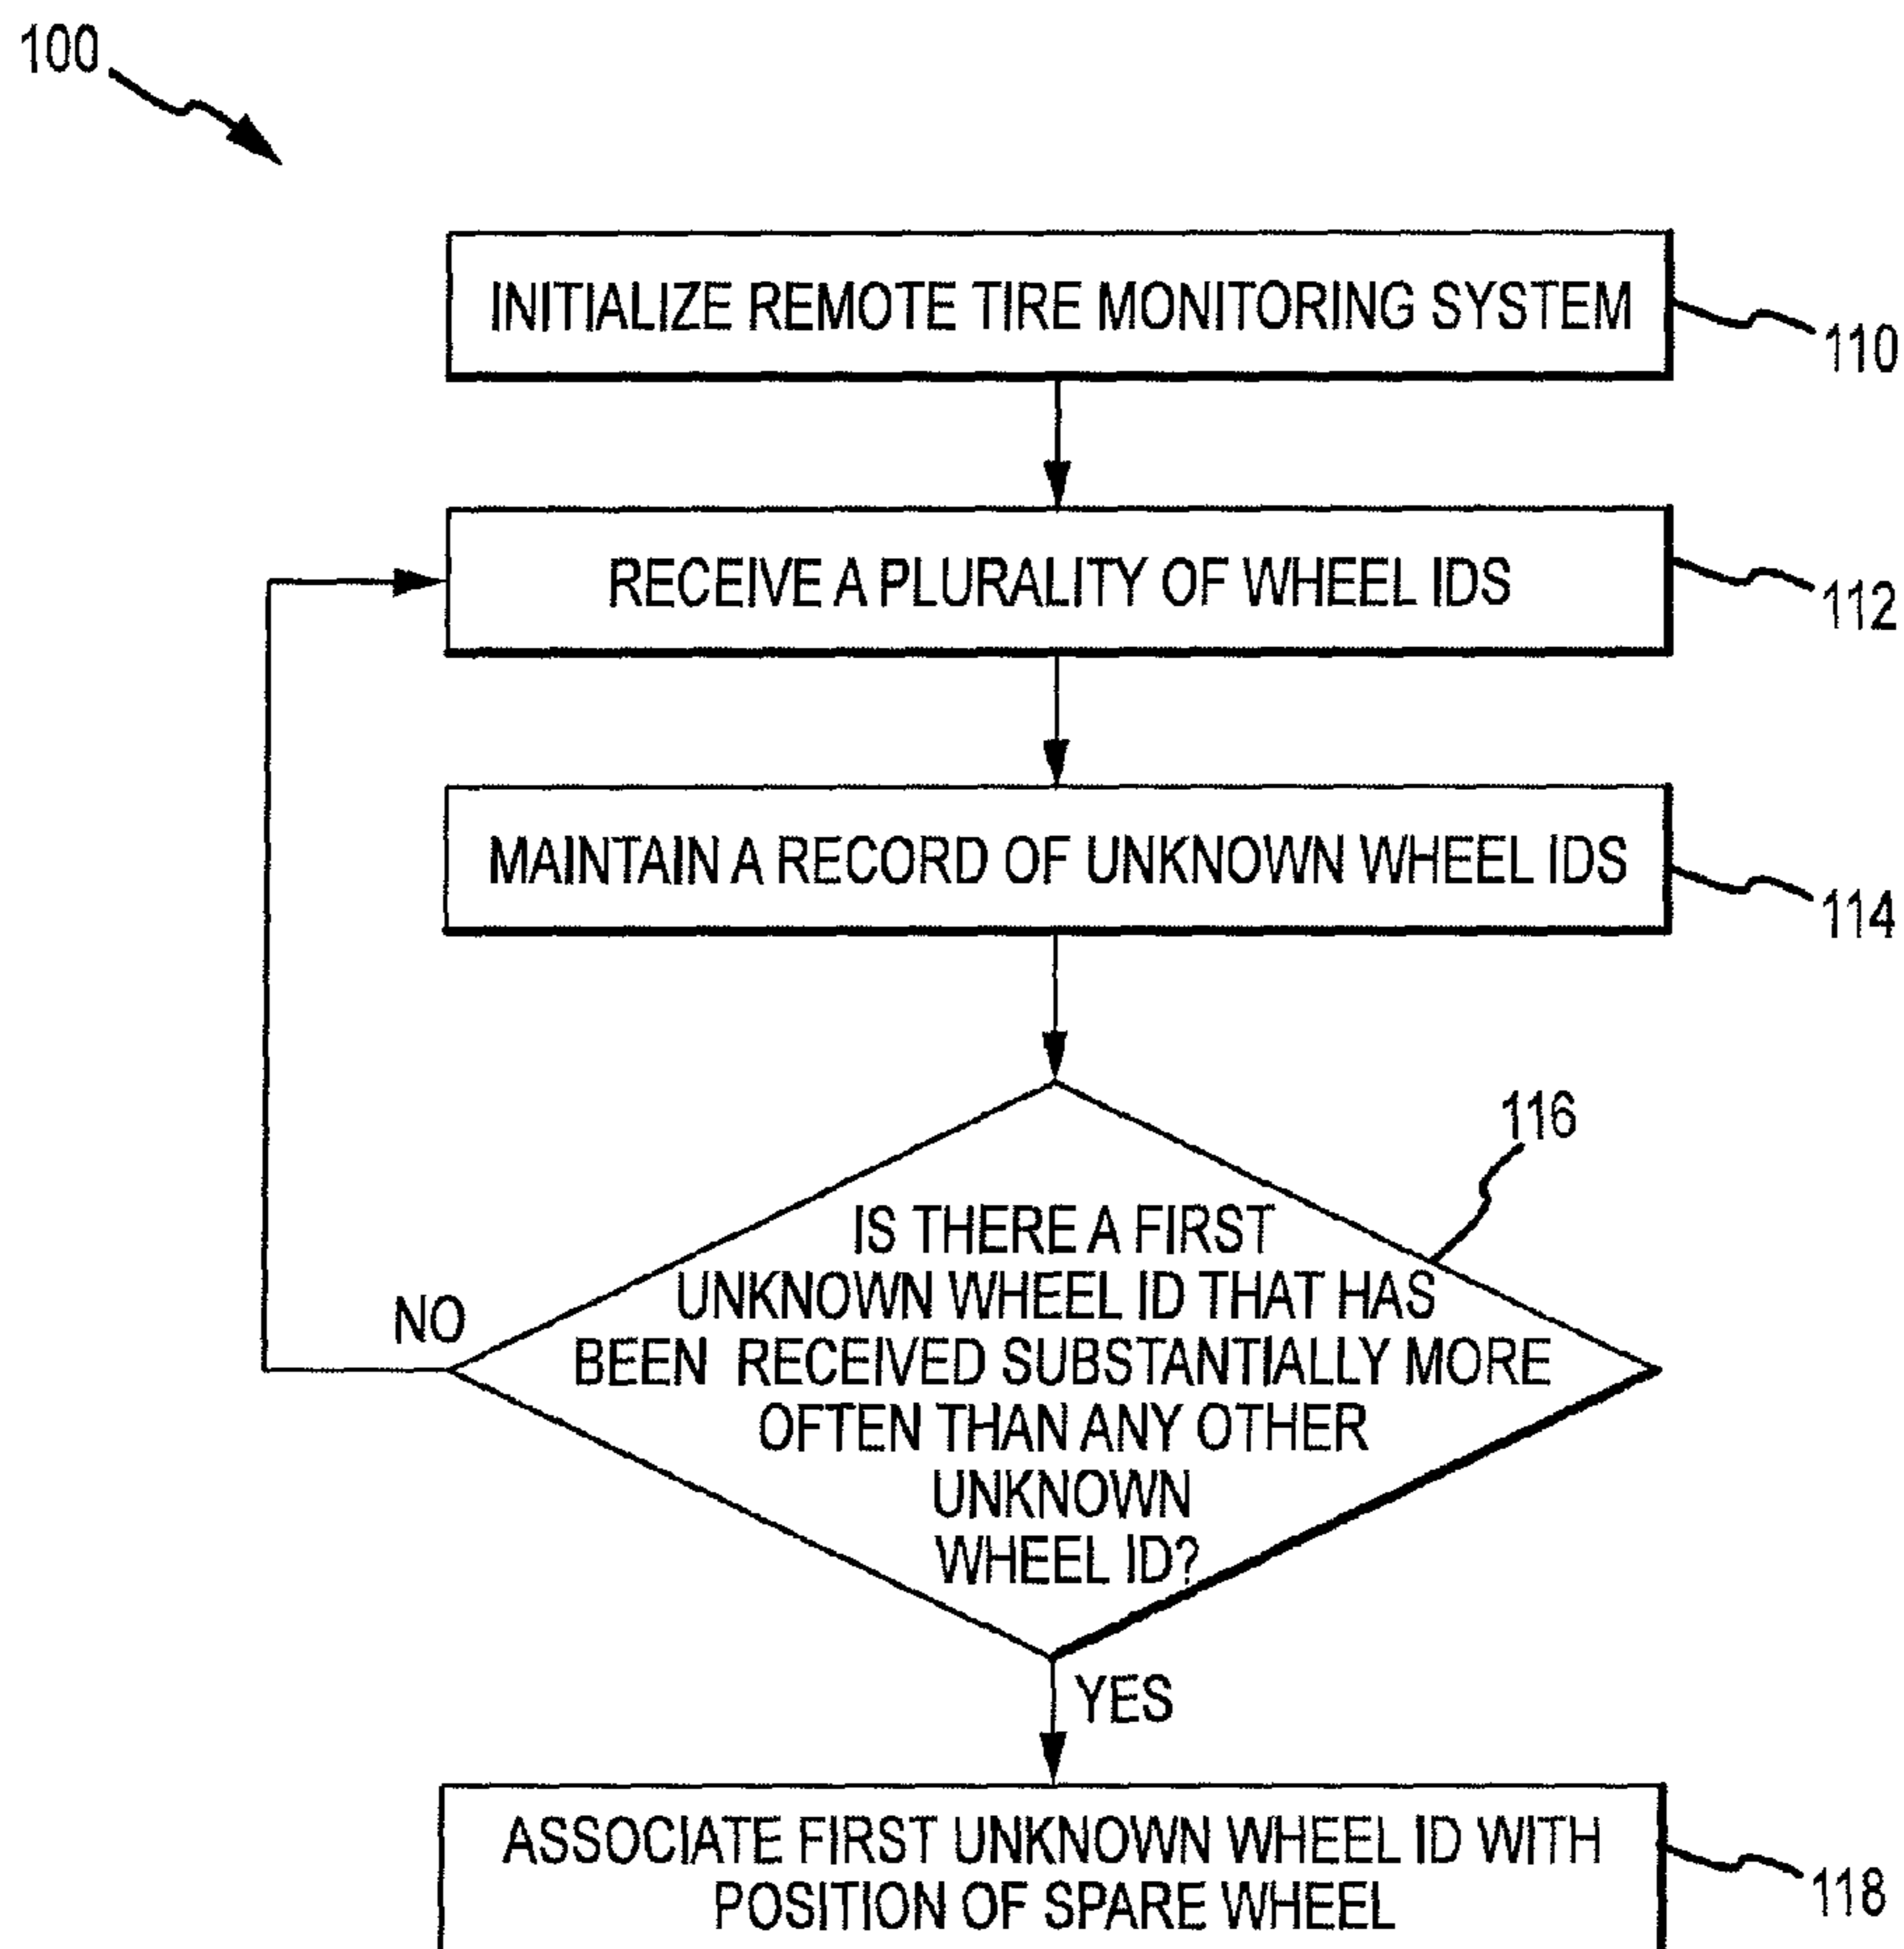 100
INITIALIZE REMOTE TIRE MONITORING SYSTEM
110
RECEIVE A PLURALITY OF WHEEL IDS
112
MAINTAIN A RECORD OF UNKNOWN WHEEL IDS
114
116
IS THERE A FIRST
UNKNOWN WHEEL ID THAT HAS
BEEN RECEIVED SUBSTANTIALLY MORE
OFTEN THAN ANY OTHER
UNKNOWN
WHEEL ID?
NO
YES
ASSOCIATE FIRST UNKNOWN WHEEL ID WITH
POSITION OF SPARE WHEEL
118